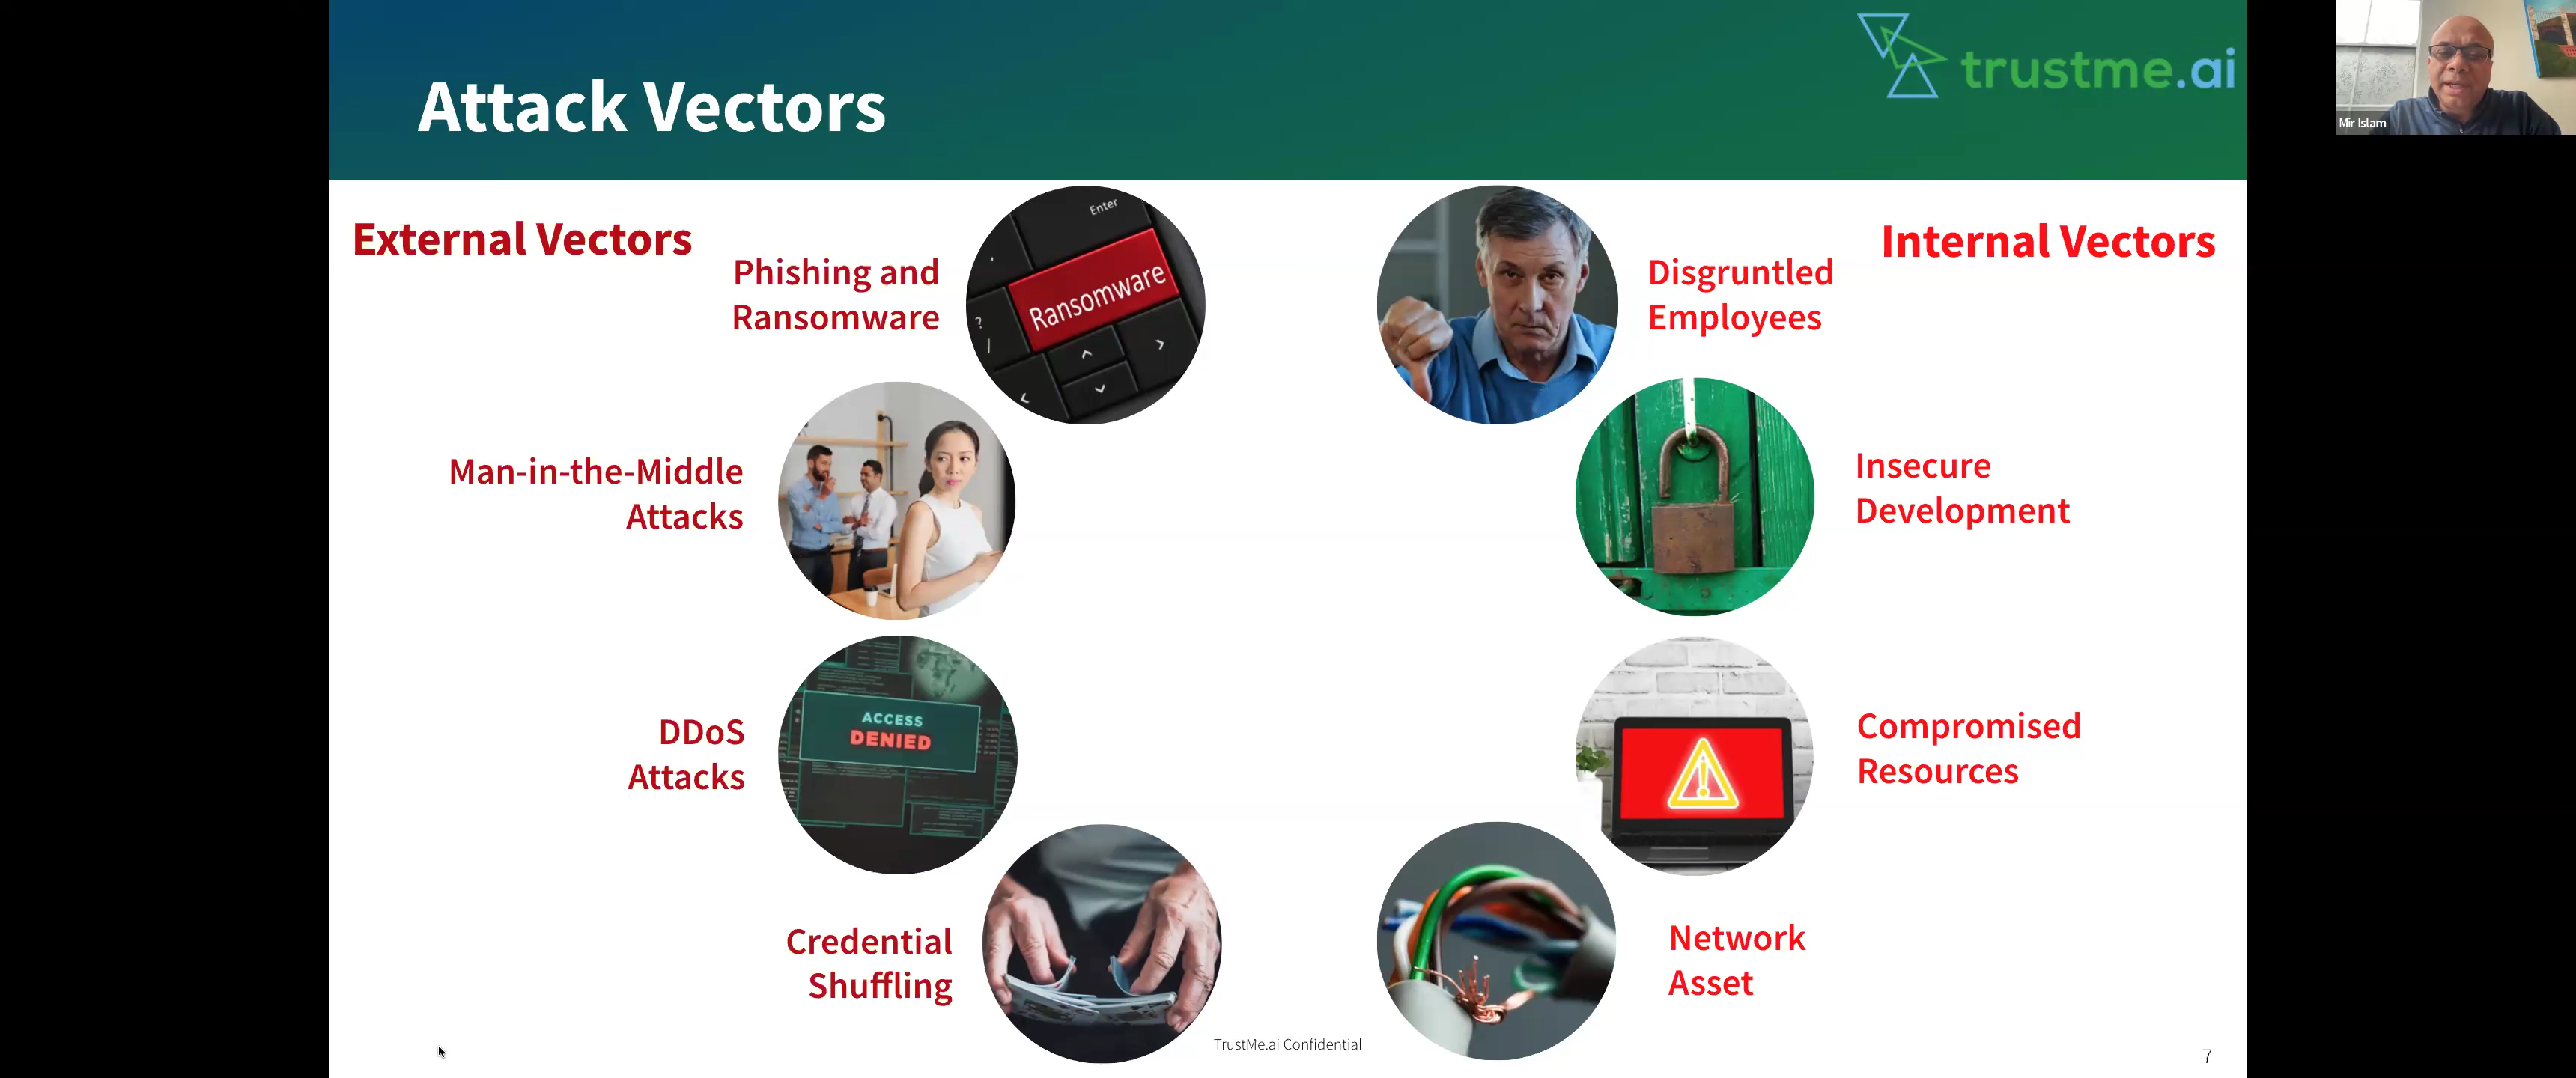 Attack Vectors
trustme.ai
Mir Islam
External Vectors
Internal Vectors
Phishing and
Ransomware
Enter
Ransomware
?
/
Disgruntled
Employees
Man-in-the-Middle
Attacks
Insecure
Development
DDoS
Attacks
ACCESS
DENIED
Compromised
Resources
Credential
Shuffling
Network
Asset
TrustMe.ai Confidential
7